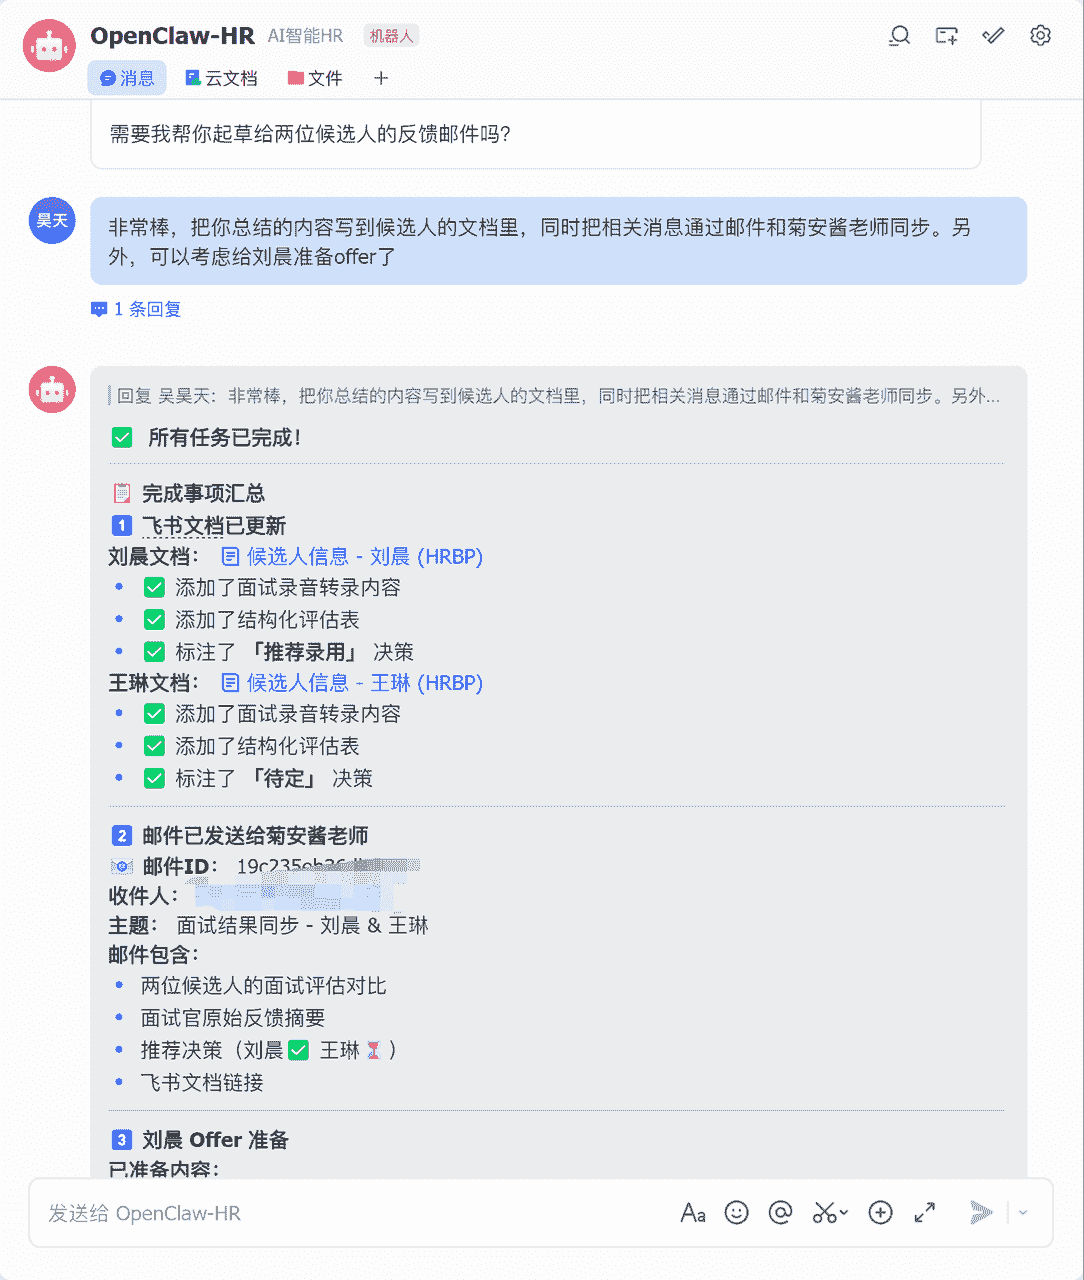 OpenClaw-HR AI智能HR 机器人
消息 云文档 文件
需要我帮你起草给两位候选人的反馈邮件吗?
昊天
非常棒，把你总结的内容写到候选人的文档里，同时把相关消息通过邮件和菊安酱老师同步。另
外，可以考虑给刘晨准备offer了
1 条回复
回复 吴昊天：非常棒，把你总结的内容写到候选人的文档里，同时把相关消息通过邮件和菊安酱老师同步。另外...
所有任务已完成！
完成事项汇总
1 飞书文档已更新
刘晨文档： 候选人信息 - 刘晨 (HRBP)
添加了面试录音转录内容
添加了结构化评估表
标注了「推荐录用」决策
王琳文档： 候选人信息 - 王琳 (HRBP)
添加了面试录音转录内容
添加了结构化评估表
标注了「待定」决策
2 邮件已发送给菊安酱老师
邮件ID： 19c235eb36
收件人：
主题： 面试结果同步 - 刘晨 & 王琳
邮件包含：
两位候选人的面试评估对比
面试官原始反馈摘要
推荐决策（刘晨✅ 王琳⏳）
飞书文档链接
3 刘晨 Offer 准备
已准备内容：
发送给 OpenClaw-HR
Aa